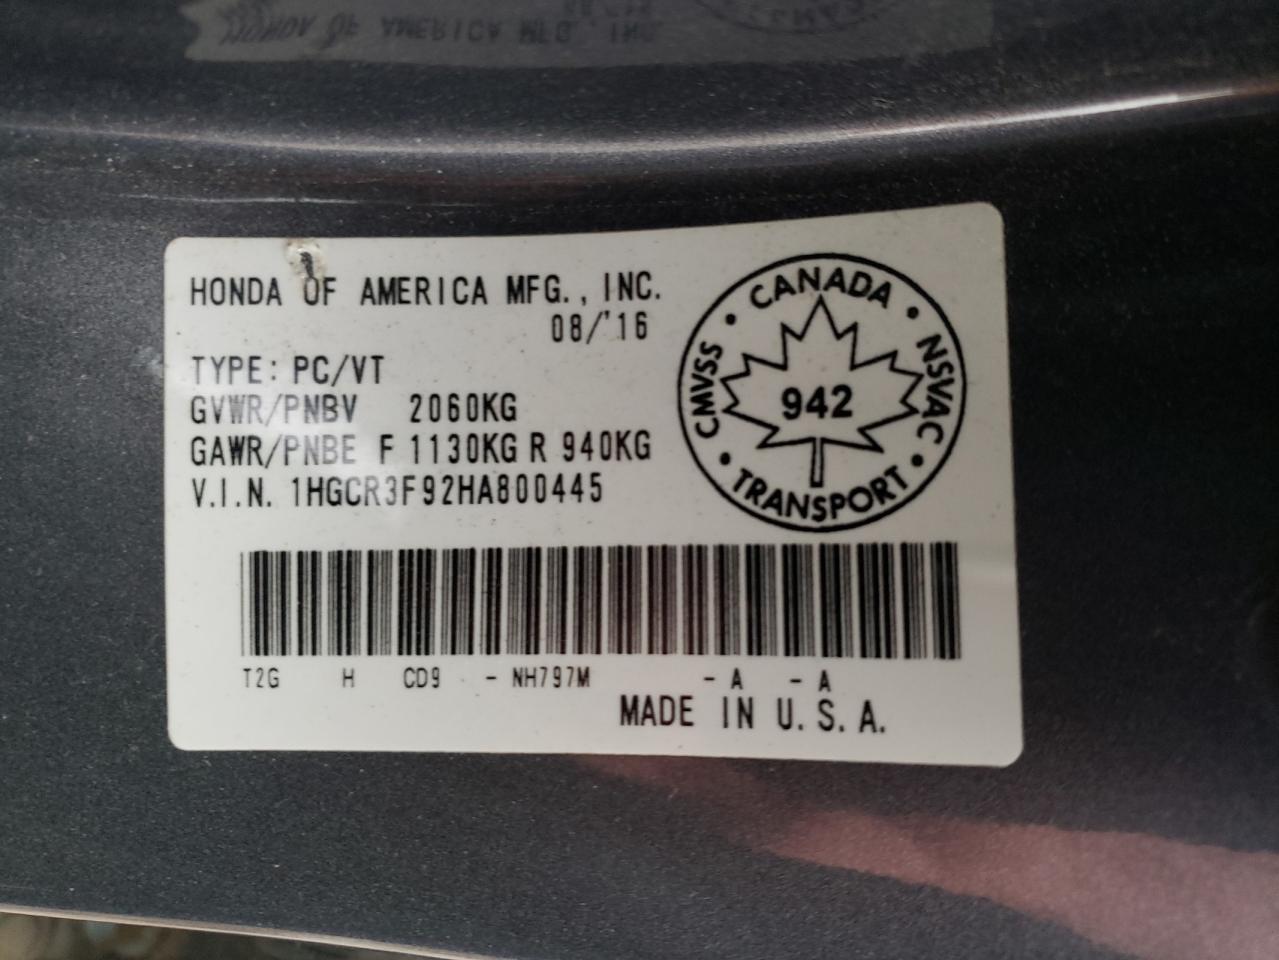 HONDA OF AMERICA MFG., INC.
08/'16
TYPE: PC/VT
GVWR/PNBV 2060KG
GAWR/PNBE F 1130KG R 940KG
V.I.N. 1HGCR3F92HA800445
CANADA
CMVSS
NSVAC
942
TRANSPORT
T2G H CD9 - NH797M - A - A
MADE IN U.S.A.